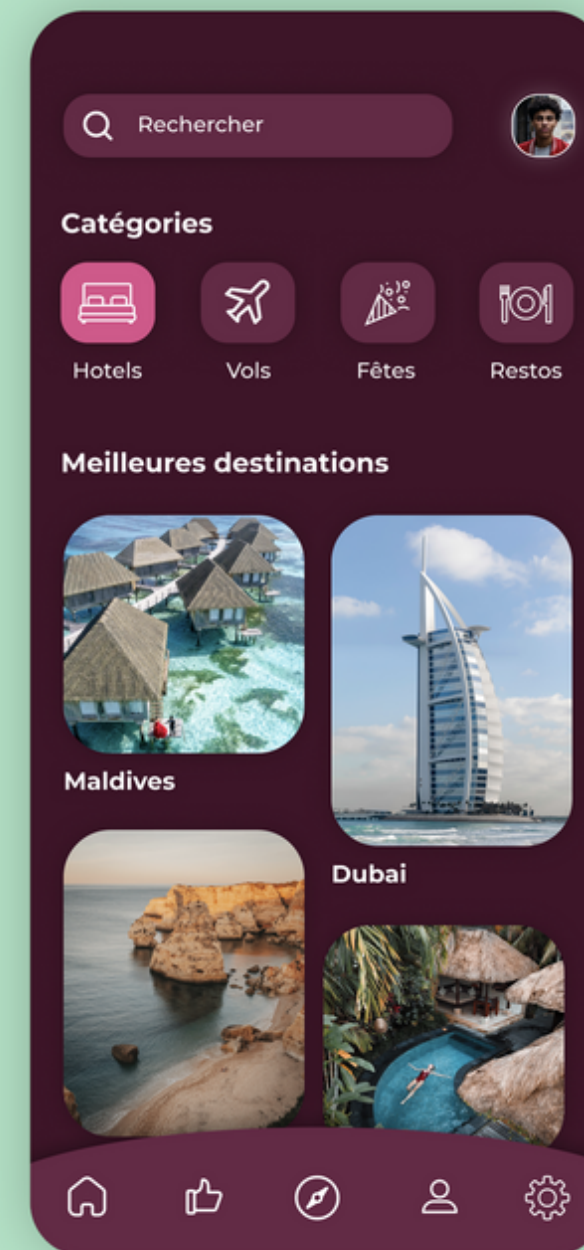 Rechercher
Catégories
Hotels
Vols
Fêtes
Restos
Meilleures destinations
Maldives
Dubai